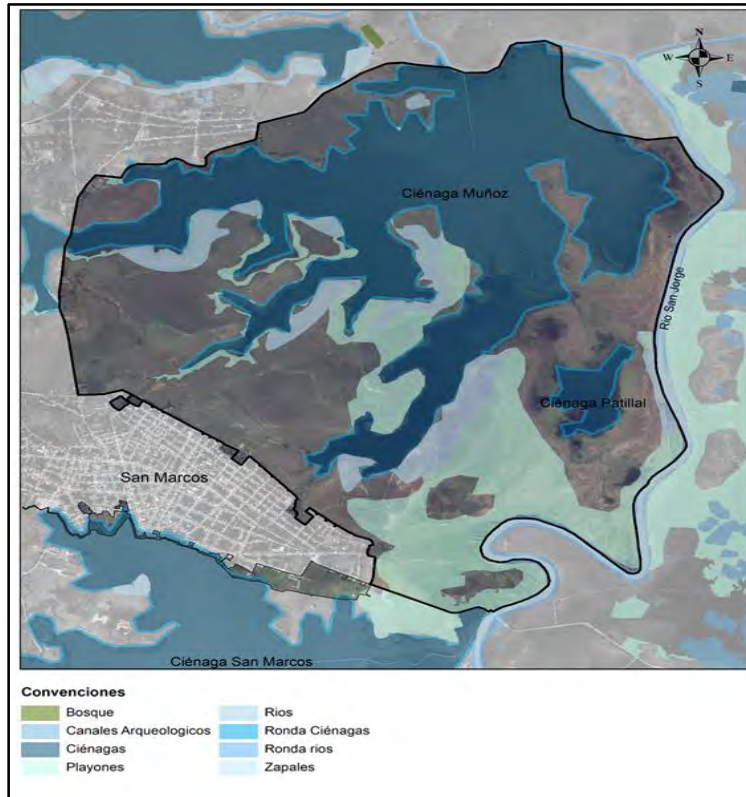 N
W E
S
Ciénaga Muñoz
Río San Jorge
Ciénaga Patillal
San Marcos
Ciénaga San Marcos
Convenciones
Bosque
Canales Arqueologicos
Ciénagas
Playones
Rios
Ronda Ciénagas
Ronda rios
Zapales